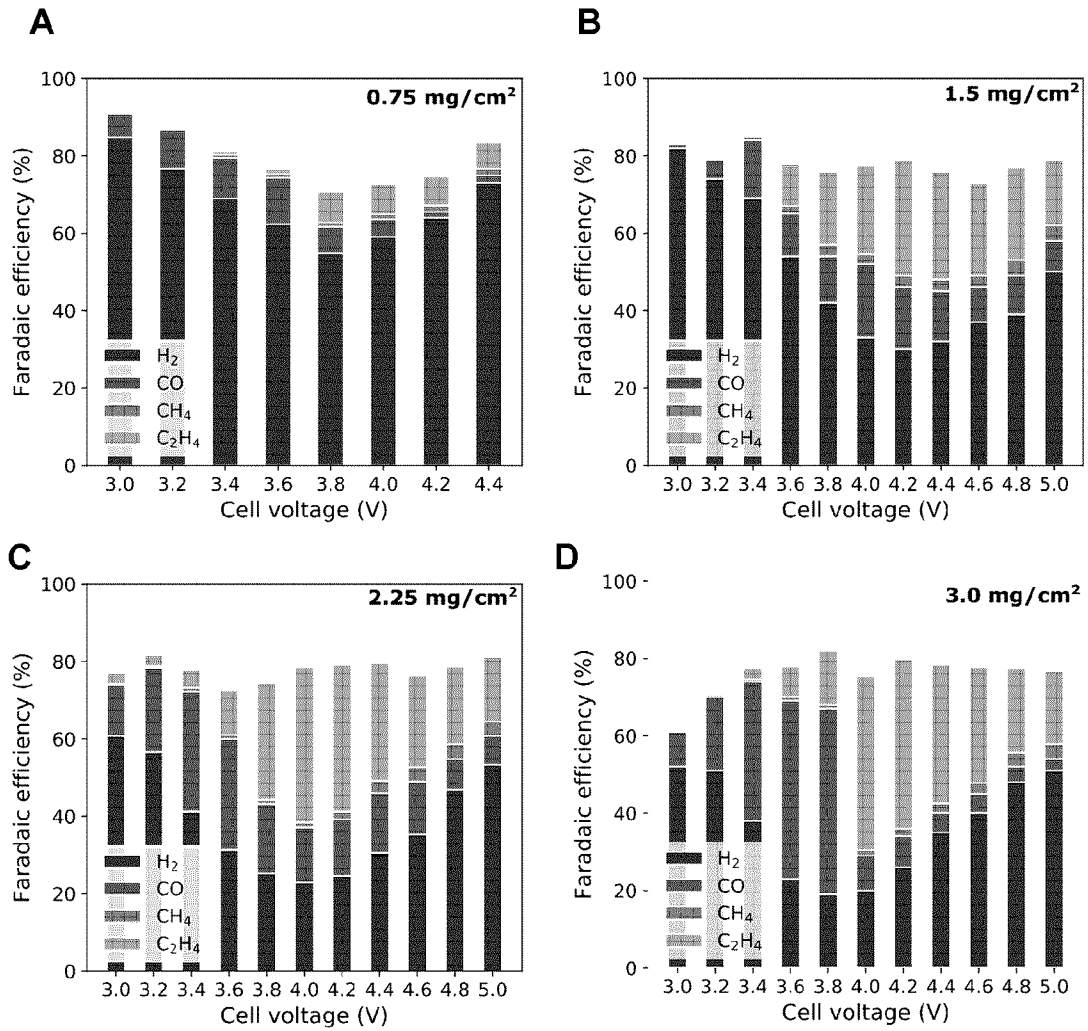 A
100
80
60
40
20
0
Faradaic efficiency (%)
0.75 mg/cm²
H₂
CO
CH₄
C₂H₄
3.0 3.2 3.4 3.6 3.8 4.0 4.2 4.4
Cell voltage (V)
B
100
80
60
40
20
0
Faradaic efficiency (%)
1.5 mg/cm²
H₂
CO
CH₄
C₂H₄
3.0 3.2 3.4 3.6 3.8 4.0 4.2 4.4 4.6 4.8 5.0
Cell voltage (V)
C
100
80
60
40
20
0
Faradaic efficiency (%)
2.25 mg/cm²
H₂
CO
CH₄
C₂H₄
3.0 3.2 3.4 3.6 3.8 4.0 4.2 4.4 4.6 4.8 5.0
Cell voltage (V)
D
100
80
60
40
20
0
Faradaic efficiency (%)
3.0 mg/cm²
H₂
CO
CH₄
C₂H₄
3.0 3.2 3.4 3.6 3.8 4.0 4.2 4.4 4.6 4.8 5.0
Cell voltage (V)